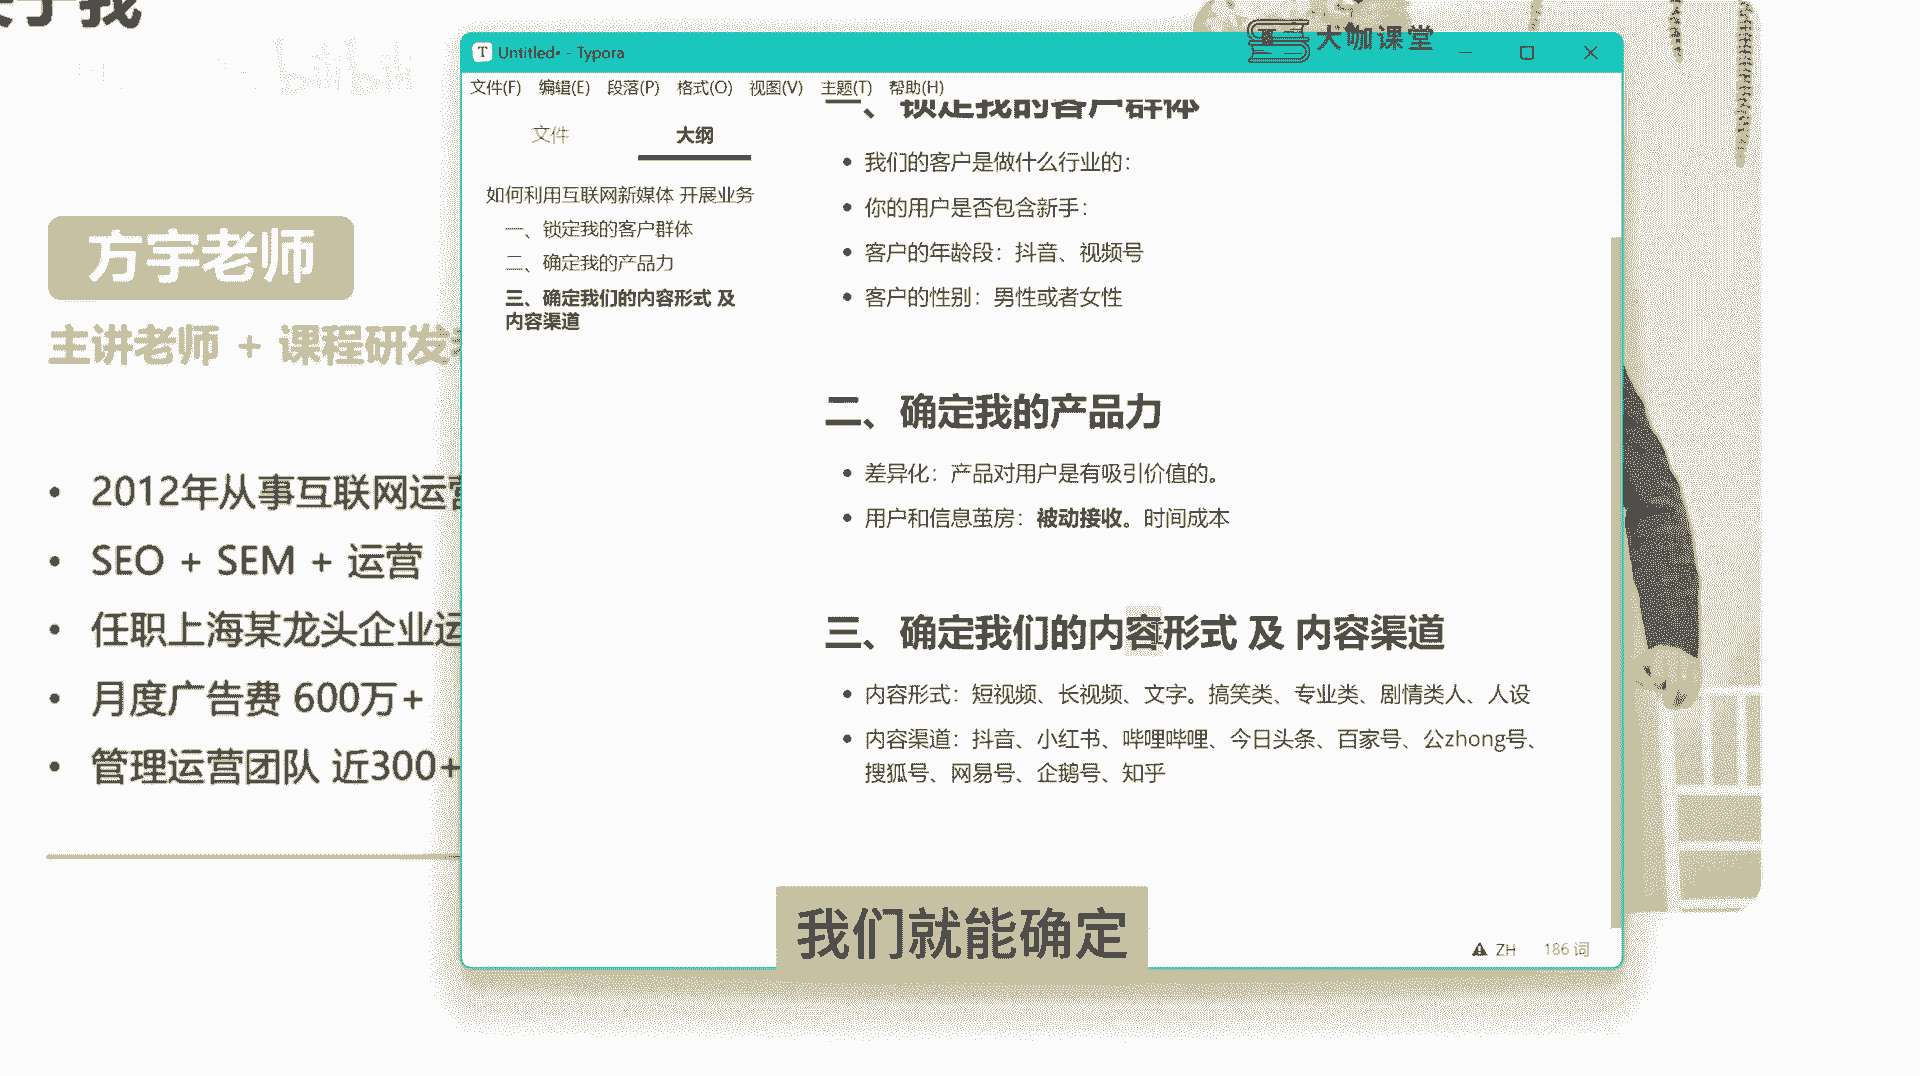 于我
bilibili
方宇老师
主讲老师 + 课程研发
2012年从事互联网运营
SEO + SEM + 运营
任职上海某龙头企业运
月度广告费 600万+
管理运营团队 近300+
大咖课堂
T Untitled• - Typora
文件(F) 编辑(E) 段落(P) 格式(O) 视图(V) 主题(T) 帮助(H)
文件 大纲
如何利用互联网新媒体 开展业务
一、锁定我的客户群体
二、确定我的产品力
三、确定我们的内容形式 及
内容渠道
一、锁定我的客户群体
• 我们的客户是做什么行业的：
• 你的用户是否包含新手：
• 客户的年龄段：抖音、视频号
• 客户的性别：男性或者女性
二、确定我的产品力
• 差异化：产品对用户是有吸引价值的。
• 用户和信息茧房：被动接收。时间成本
三、确定我们的内容形式 及 内容渠道
• 内容形式：短视频、长视频、文字。搞笑类、专业类、剧情类人、人设
• 内容渠道：抖音、小红书、哔哩哔哩、今日头条、百家号、公zhong号、
搜狐号、网易号、企鹅号、知乎
我们就能确定
ZH 186 词